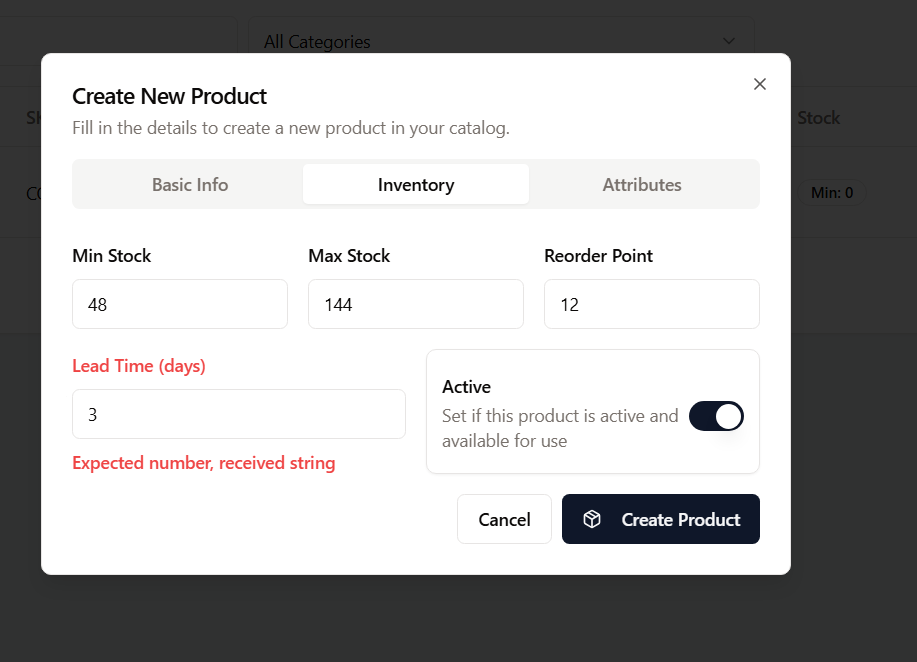 All Categories
Create New Product
Fill in the details to create a new product in your catalog.
Stock
Basic Info
Inventory
Attributes
Min: 0
Min Stock
Max Stock
Reorder Point
48
144
12
Lead Time (days)
3
Expected number, received string
Active
Set if this product is active and
available for use
Cancel
Create Product